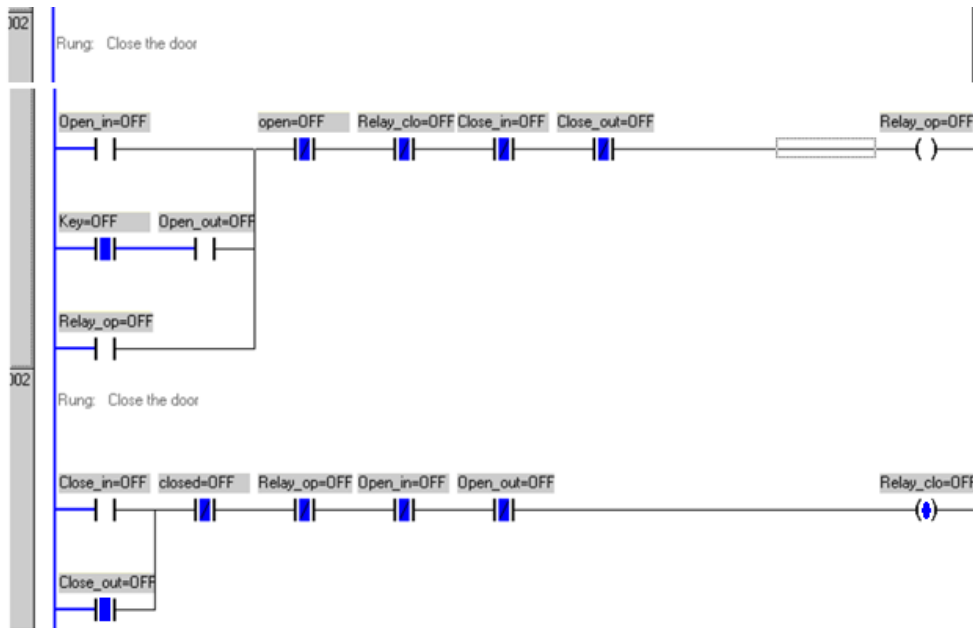 002
Rung: Close the door
Open_in=OFF open=OFF Relay_clo=OFF Close_in=OFF Close_out=OFF Relay_op=OFF
Key=OFF Open_out=OFF
Relay_op=OFF
002
Rung: Close the door
Close_in=OFF closed=OFF Relay_op=OFF Open_in=OFF Open_out=OFF Relay_clo=OFF
Close_out=OFF